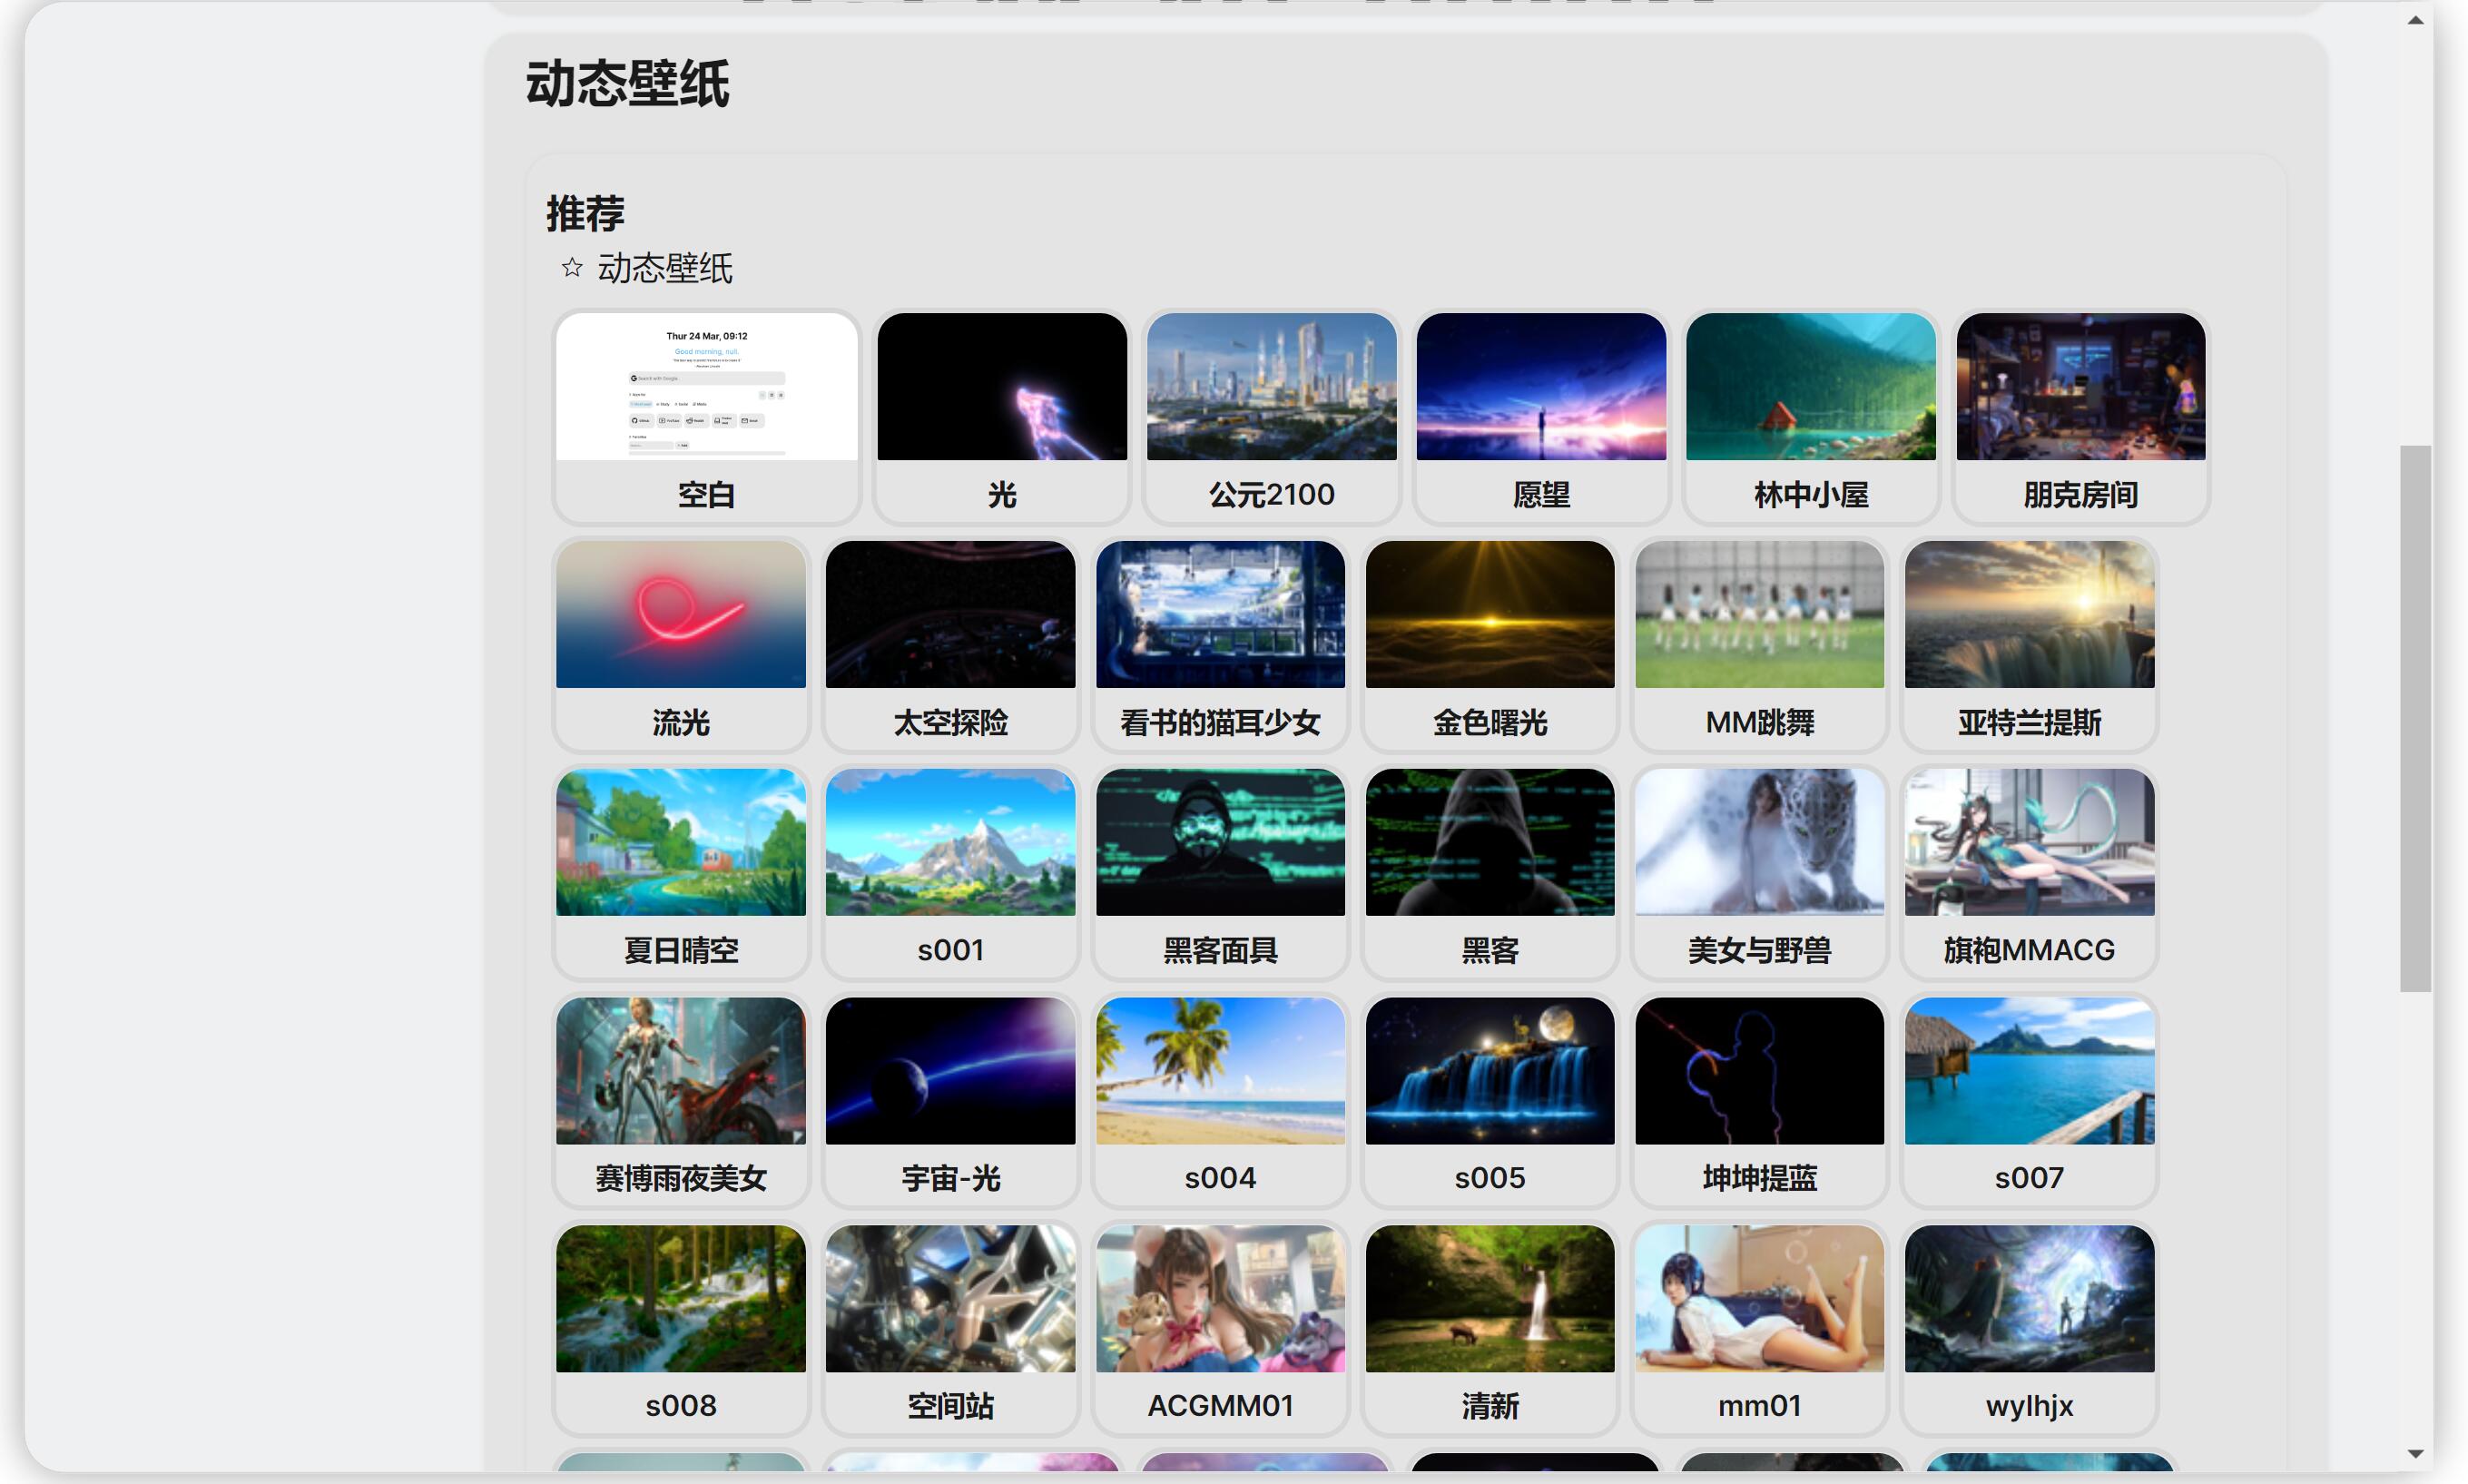 动态壁纸
推荐
☆ 动态壁纸
Thur 24 Mar, 09:12
Good morning, null.
Search with Google
空白
光
公元2100
愿望
林中小屋
朋克房间
流光
太空探险
看书的猫耳少女
金色曙光
MM跳舞
亚特兰提斯
夏日晴空
s001
黑客面具
黑客
美女与野兽
旗袍MMACG
赛博雨夜美女
宇宙-光
s004
s005
坤坤提蓝
s007
s008
空间站
ACGMM01
清新
mm01
wylhjx